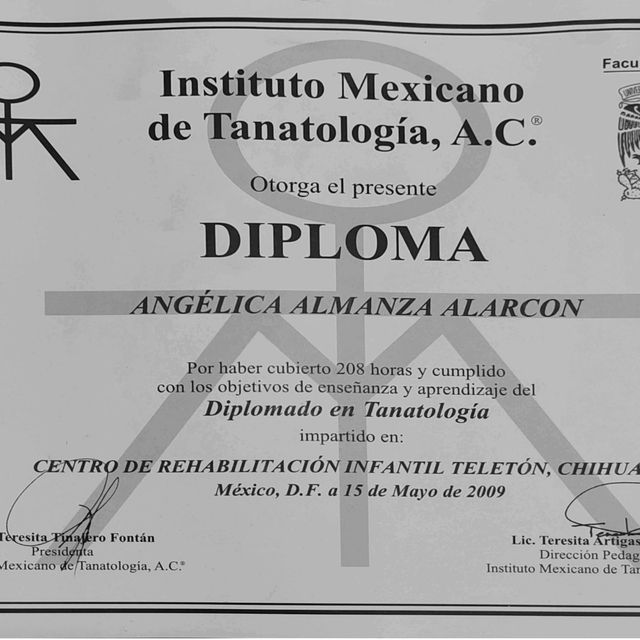 Facu
Instituto Mexicano
de Tanatología, A.C.®
Otorga el presente
DIPLOMA
ANGÉLICA ALMANZA ALARCON
Por haber cubierto 208 horas y cumplido
con los objetivos de enseñanza y aprendizaje del
Diplomado en Tanatología
impartido en:
CENTRO DE REHABILITACIÓN INFANTIL TELETÓN, CHIHUA
México, D.F. a 15 de Mayo de 2009
Teresita Tinajero Fontán
Presidenta
Mexicano de Tanatología, A.C.®
Lic. Teresita Artigas
Dirección Pedag
Instituto Mexicano de Tan